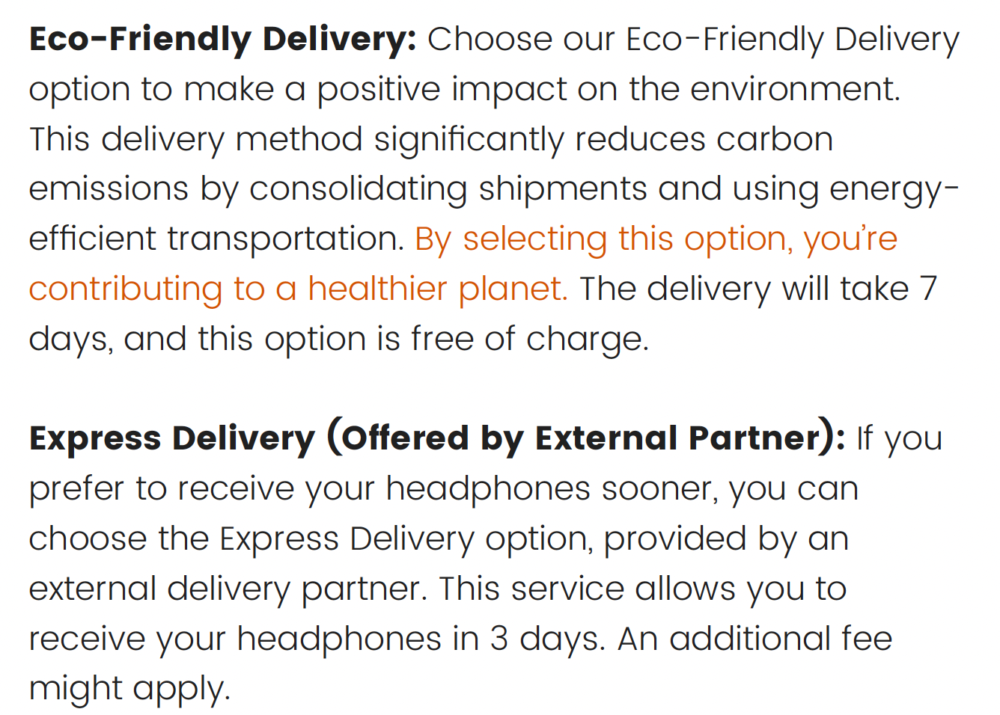 Eco-Friendly Delivery: Choose our Eco-Friendly Delivery
option to make a positive impact on the environment.
This delivery method significantly reduces carbon
emissions by consolidating shipments and using energy-
efficient transportation. By selecting this option, you’re
contributing to a healthier planet. The delivery will take 7
days, and this option is free of charge.
Express Delivery (Offered by External Partner): If you
prefer to receive your headphones sooner, you can
choose the Express Delivery option, provided by an
external delivery partner. This service allows you to
receive your headphones in 3 days. An additional fee
might apply.